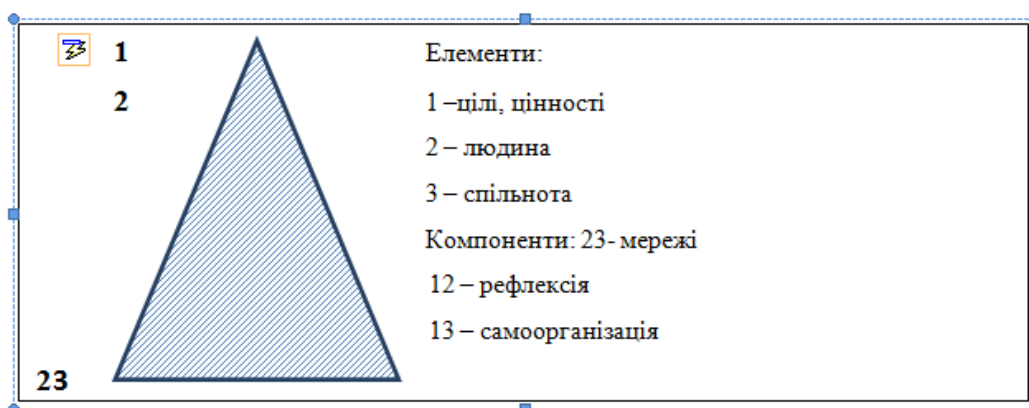 1
2
23
Елементи:
1 –цілі, цінності
2 – людина
3 – спільнота
Компоненти: 23- мережі
12 – рефлексія
13 – самоорганізація